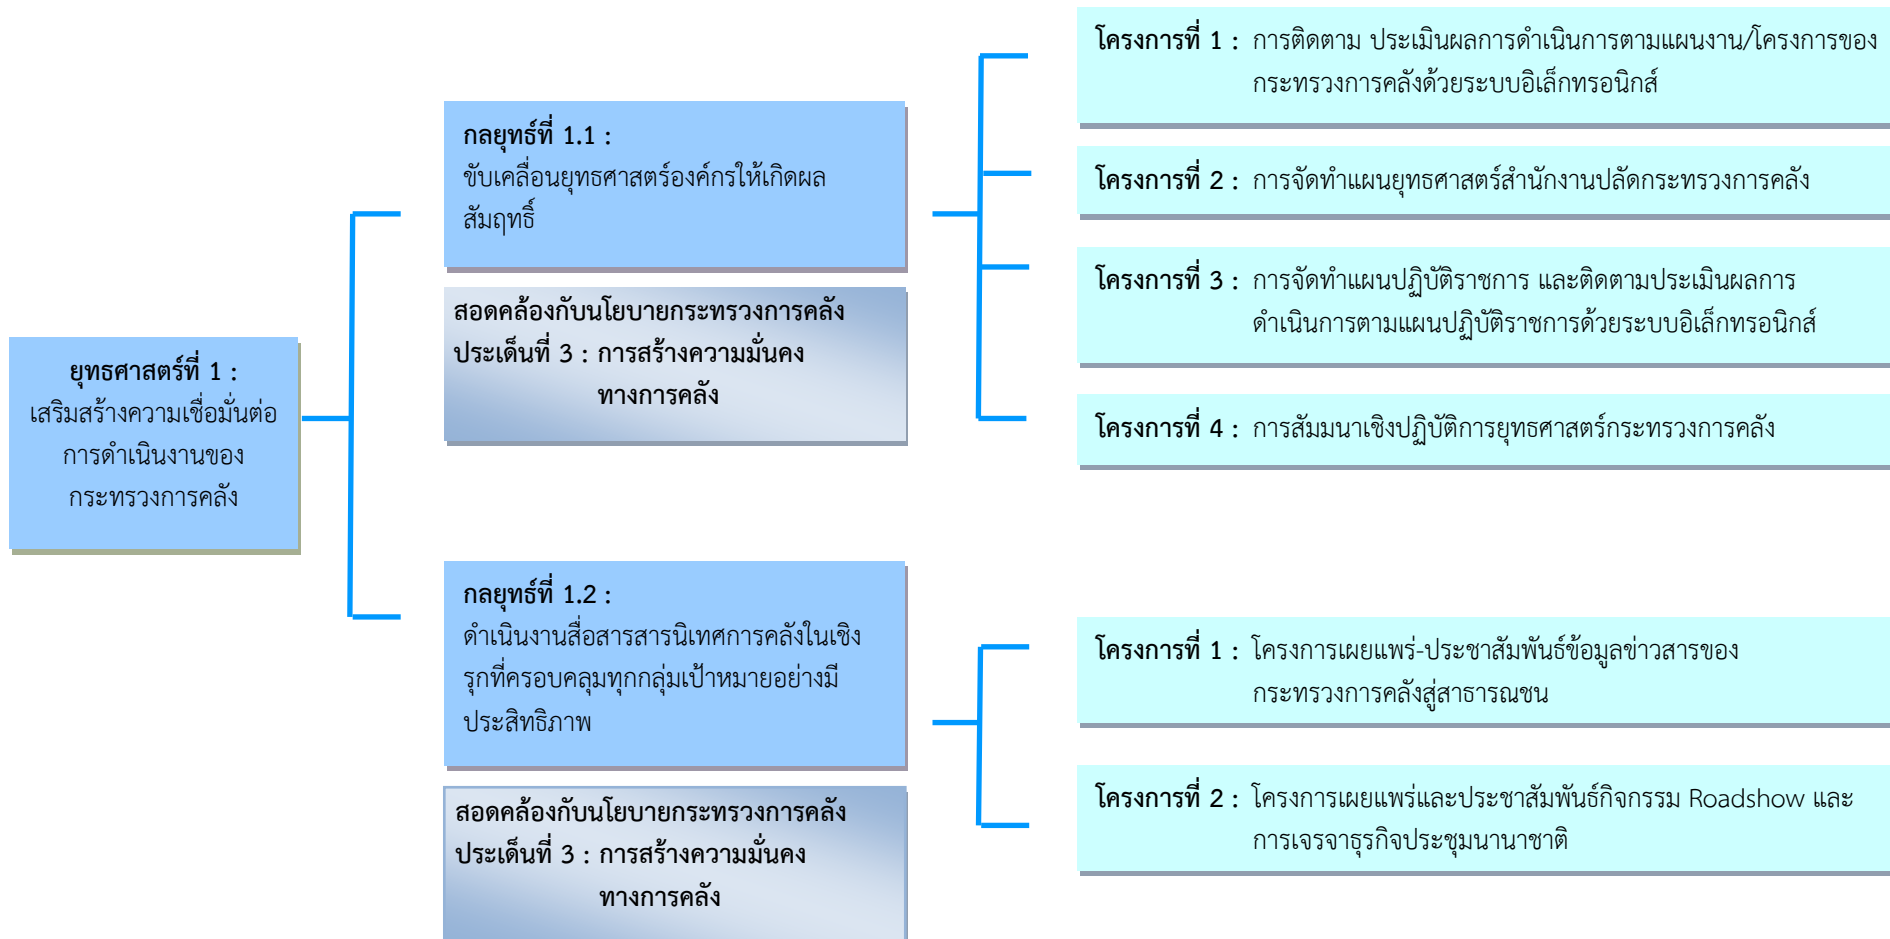 ยุทธศาสตร์ที่ 1 :
เสริมสร้างความเชื่อมั่นต่อ
การดำเนินงานของ
กระทรวงการคลัง
กลยุทธ์ที่ 1.1 :
ขับเคลื่อนยุทธศาสตร์องค์กรให้เกิดผล
สัมฤทธิ์
สอดคล้องกับนโยบายกระทรวงการคลัง
ประเด็นที่ 3 : การสร้างความมั่นคง
ทางการคลัง
โครงการที่ 1 : การติดตาม ประเมินผลการดำเนินการตามแผนงาน/โครงการของ
กระทรวงการคลังด้วยระบบอิเล็กทรอนิกส์
โครงการที่ 2 : การจัดทำแผนยุทธศาสตร์สำนักงานปลัดกระทรวงการคลัง
โครงการที่ 3 : การจัดทำแผนปฏิบัติราชการ และติดตามประเมินผลการ
ดำเนินการตามแผนปฏิบัติราชการด้วยระบบอิเล็กทรอนิกส์
โครงการที่ 4 : การสัมมนาเชิงปฏิบัติการยุทธศาสตร์กระทรวงการคลัง
กลยุทธ์ที่ 1.2 :
ดำเนินงานสื่อสารสารนิเทศการคลังในเชิง
รุกที่ครอบคลุมทุกกลุ่มเป้าหมายอย่างมี
ประสิทธิภาพ
สอดคล้องกับนโยบายกระทรวงการคลัง
ประเด็นที่ 3 : การสร้างความมั่นคง
ทางการคลัง
โครงการที่ 1 : โครงการเผยแพร่-ประชาสัมพันธ์ข้อมูลข่าวสารของ
กระทรวงการคลังสู่สาธารณชน
โครงการที่ 2 : โครงการเผยแพร่และประชาสัมพันธ์กิจกรรม Roadshow และ
การเจรจาธุรกิจประชุมนานาชาติ